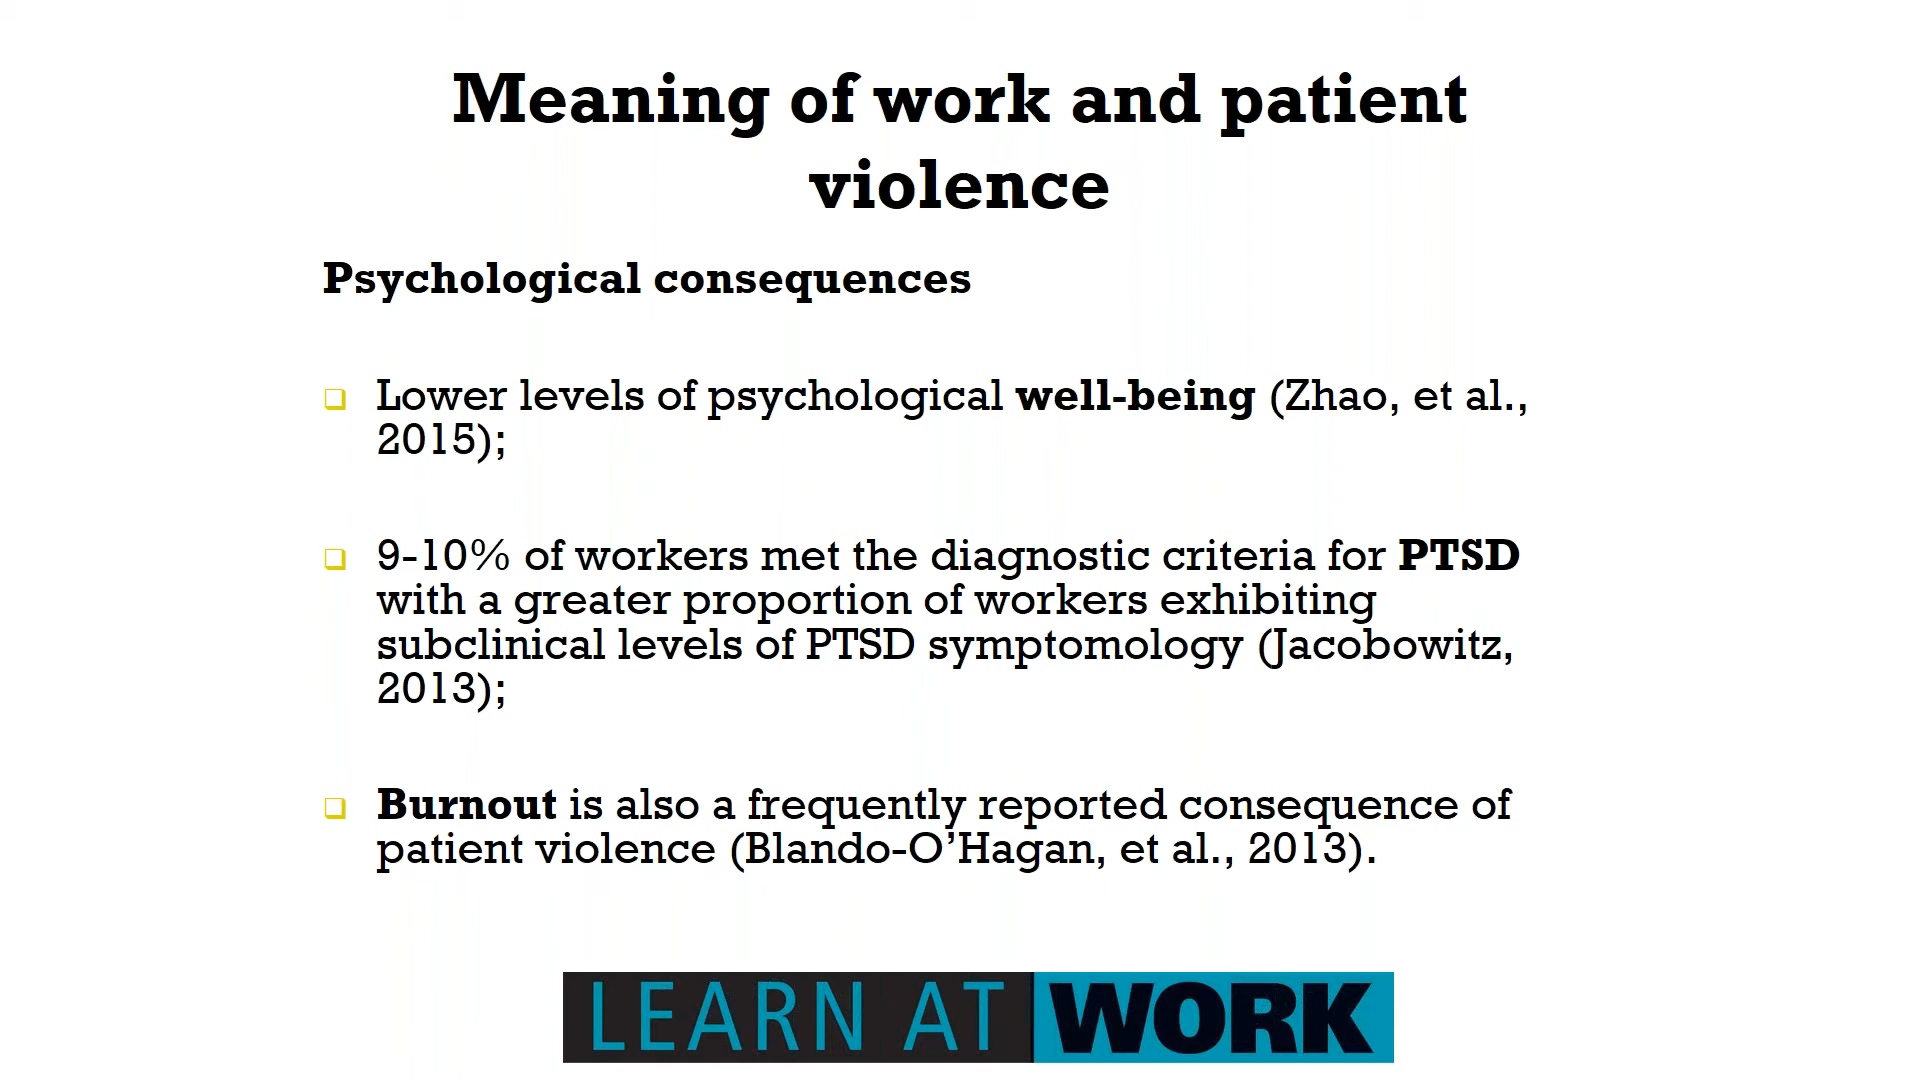 Meaning of work and patient
violence
Psychological consequences
Lower levels of psychological well-being (Zhao, et al.,
2015);
9-10% of workers met the diagnostic criteria for PTSD
with a greater proportion of workers exhibiting
subclinical levels of PTSD symptomology (Jacobowitz,
2013);
Burnout is also a frequently reported consequence of
patient violence (Blando-O’Hagan, et al., 2013).
LEARN AT WORK